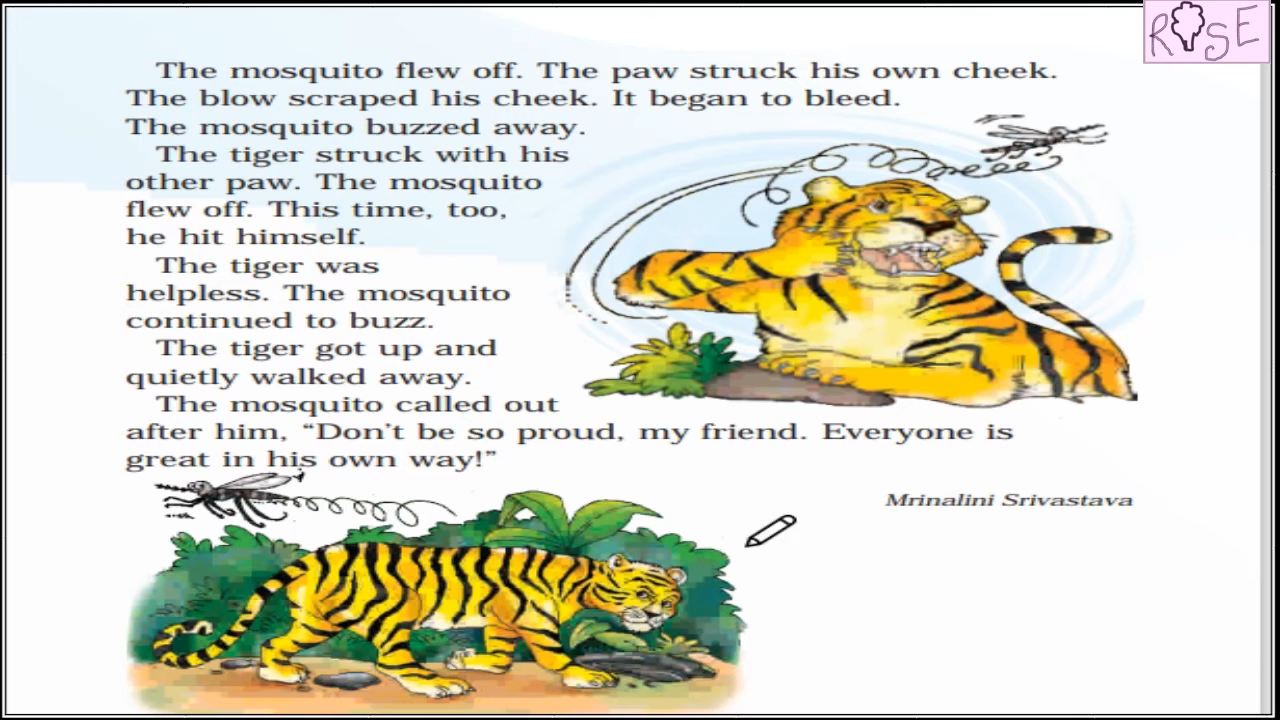 R SE
The mosquito flew off. The paw struck his own cheek.
The blow scraped his cheek. It began to bleed.
The mosquito buzzed away.
The tiger struck with his
other paw. The mosquito
flew off. This time, too,
he hit himself.
The tiger was
helpless. The mosquito
continued to buzz.
The tiger got up and
quietly walked away.
The mosquito called out
after him, “Don’t be so proud, my friend. Everyone is
great in his own way!”
Mrinalini Srivastava